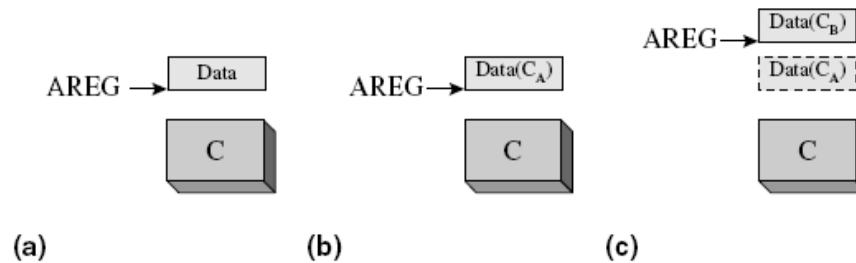 AREG
Data
C
(a)
AREG
Data(C_A)
C
(b)
AREG
Data(C_B)
Data(C_A)
C
(c)